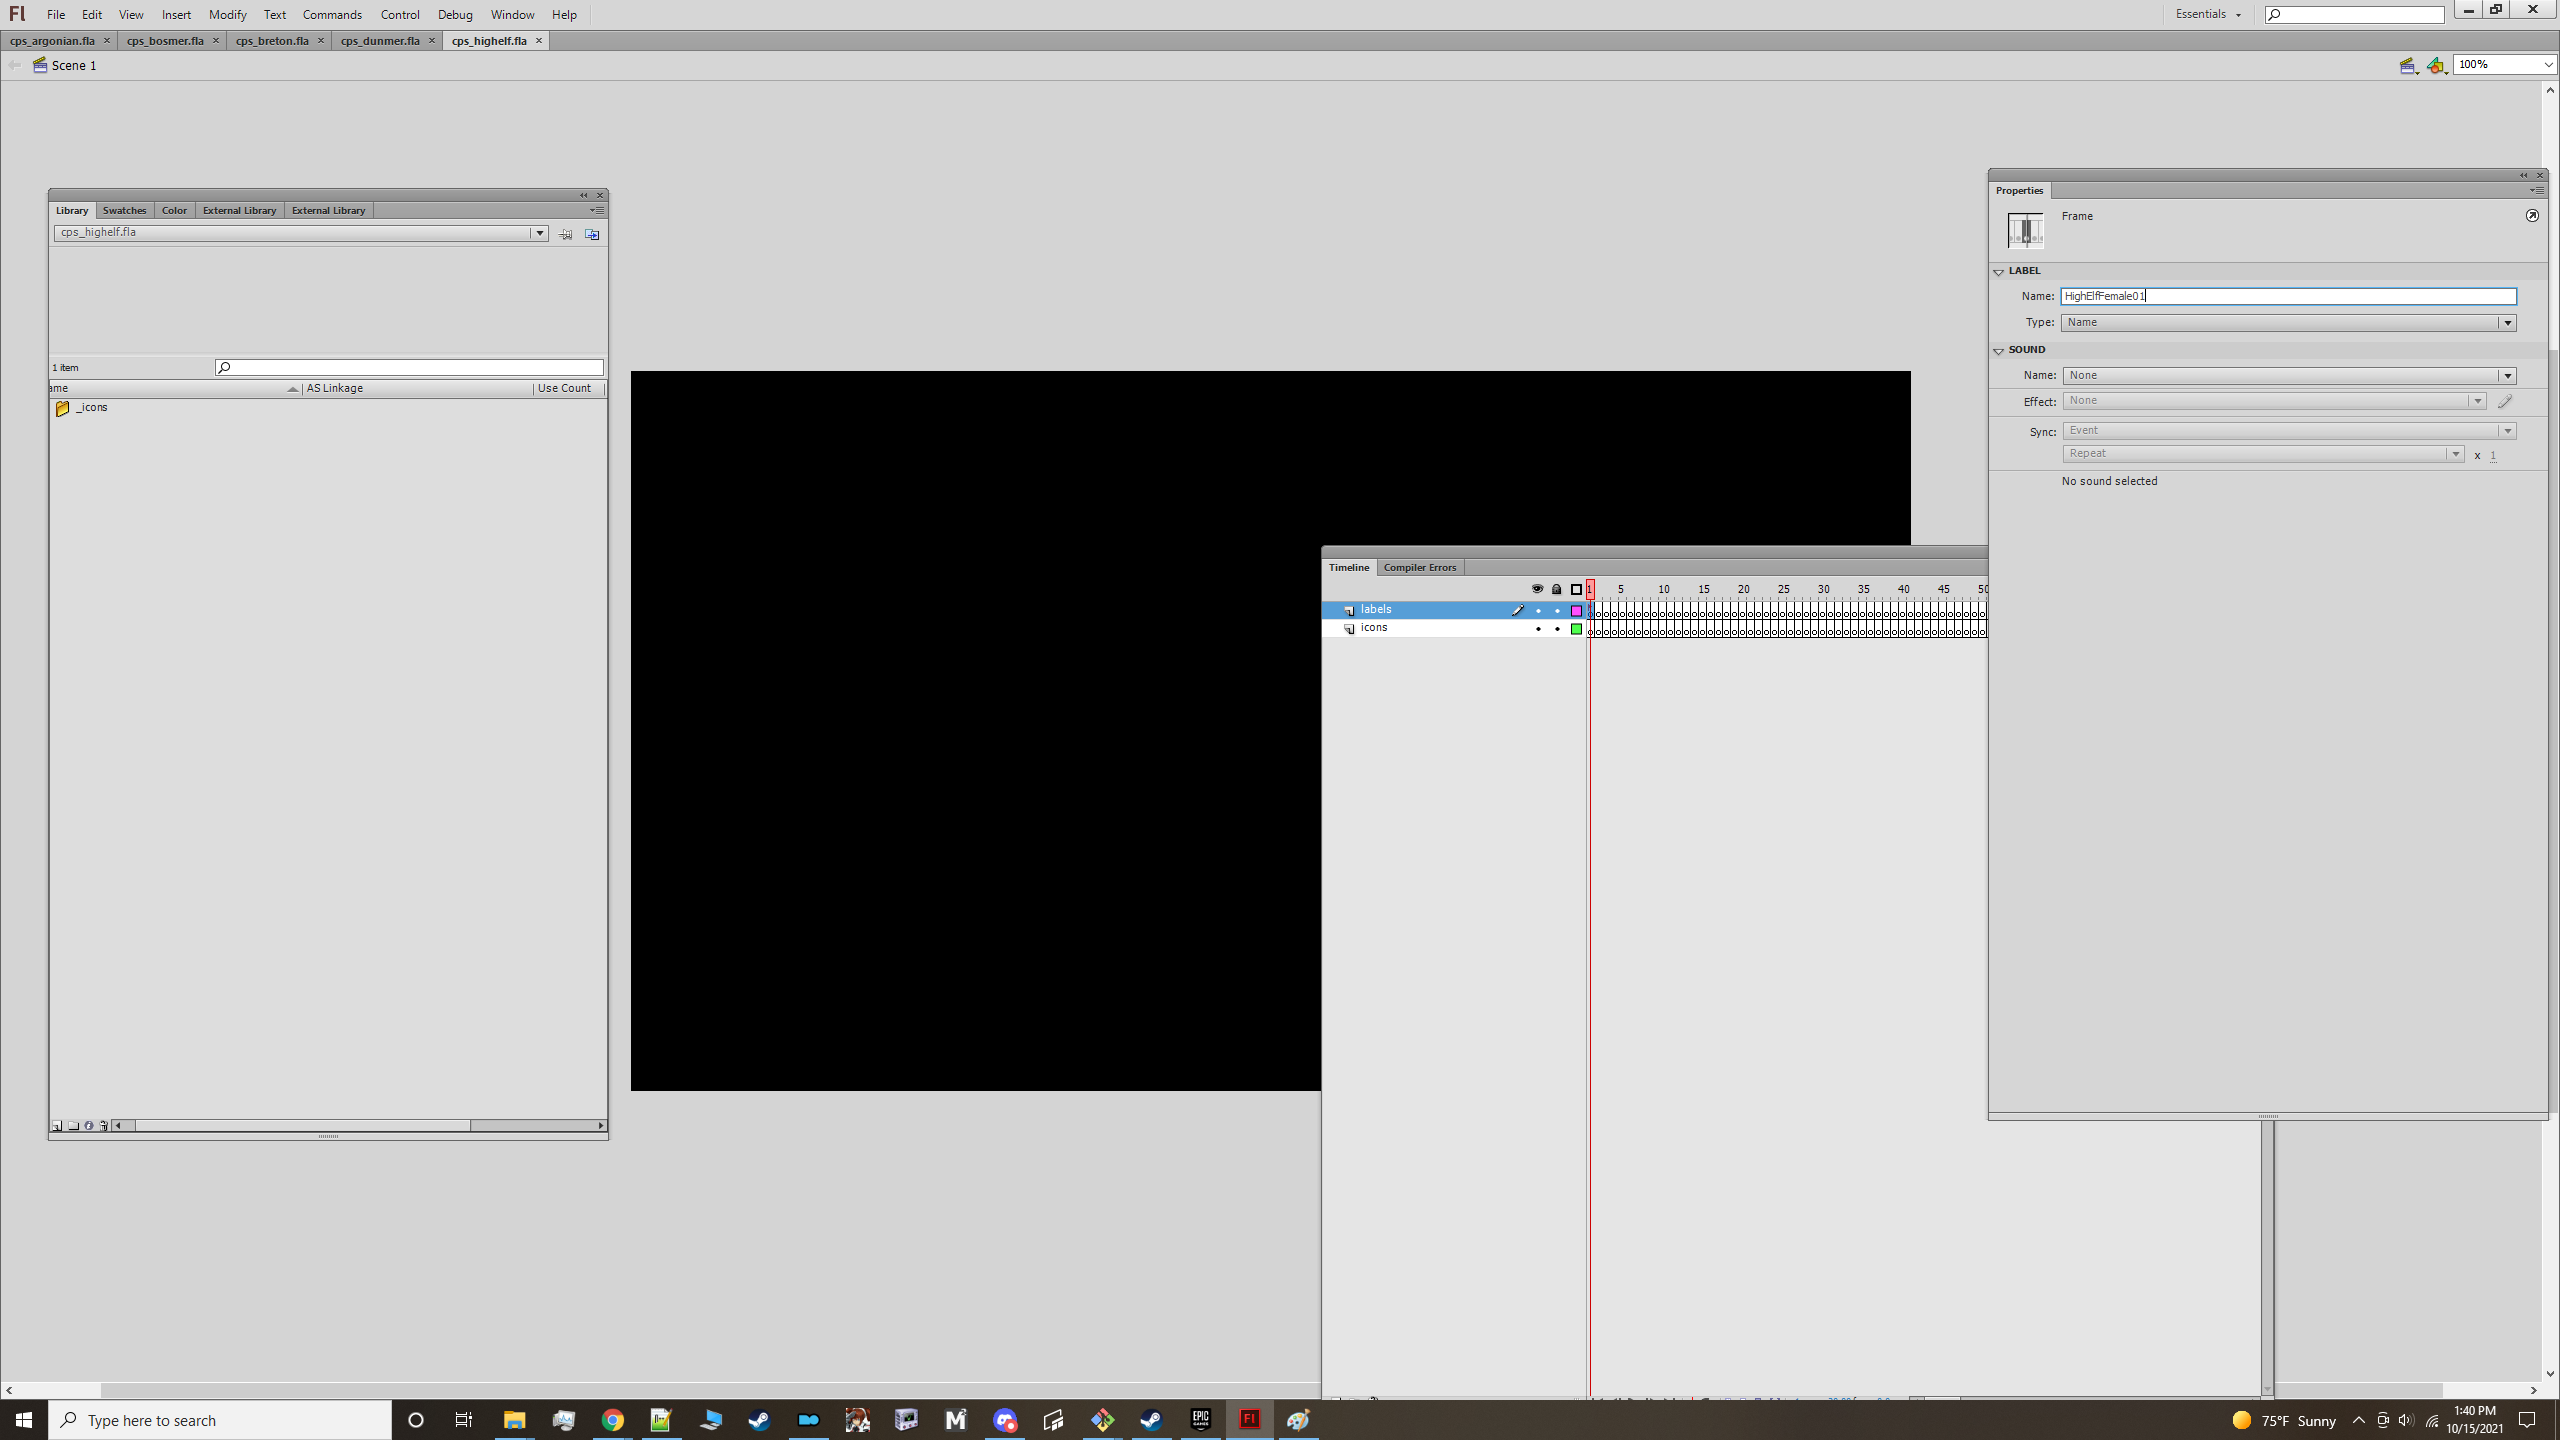 Fl File Edit View Insert Modify Text Commands Control Debug Window Help Essentials
cps_argonian.fla cps_bosmer.fla cps_breton.fla cps_dunmer.fla cps_highelf.fla
Scene 1 100%
Library Swatches Color External Library External Library
cps_highelf.fla
1 item
ame AS Linkage Use Count
_icons
Properties
Frame
LABEL
Name: HighElfFemale01
Type: Name
SOUND
Name: None
Effect: None
Sync: Event
Repeat x 1
No sound selected
Timeline Compiler Errors
1 5 10 15 20 25 30 35 40 45 50
labels
icons
Type here to search
EPIC GAMES
Fl
75°F Sunny
1:40 PM
10/15/2021